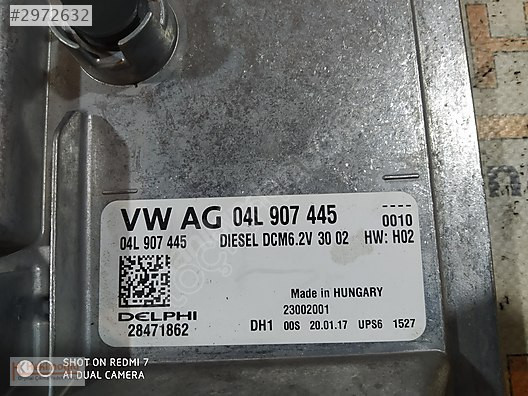 #2972632
VW AG 04L 907 445
0010
04L 907 445 DIESEL DCM6.2V 30 02 HW: H02
Made in HUNGARY
23002001
DELPHI
28471862 DH1 00S 20.01.17 UPS6 1527
SHOT ON REDMI 7
AI DUAL CAMERA